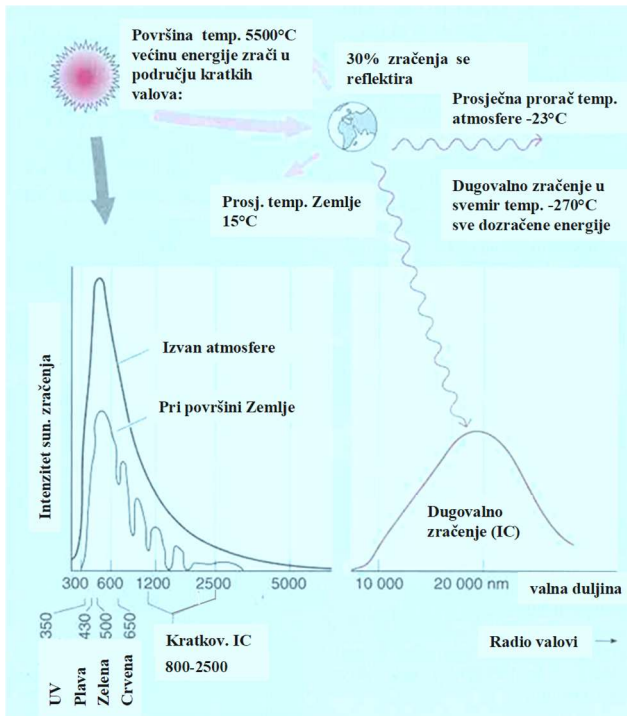 Površina temp. 5500°C
većinu energije zrači u
području kratkih
valova:
30% zračenja se
reflektira
Prosječna prorač temp.
atmosfere -23°C
Prosj. temp. Zemlje
15°C
Dugovalno zračenje u
svemir temp. -270°C
sve dozračene energije
Intenzitet sun. zračenja
Izvan atmosfere
Pri površini Zemlje
Dugovalno
zračenje (IC)
300 600 1200 2500 5000
10 000 20 000 nm
valna duljina
350 430 500 650
UV Plava Zelena Crvena
Kratkov. IC
800-2500
Radio valovi